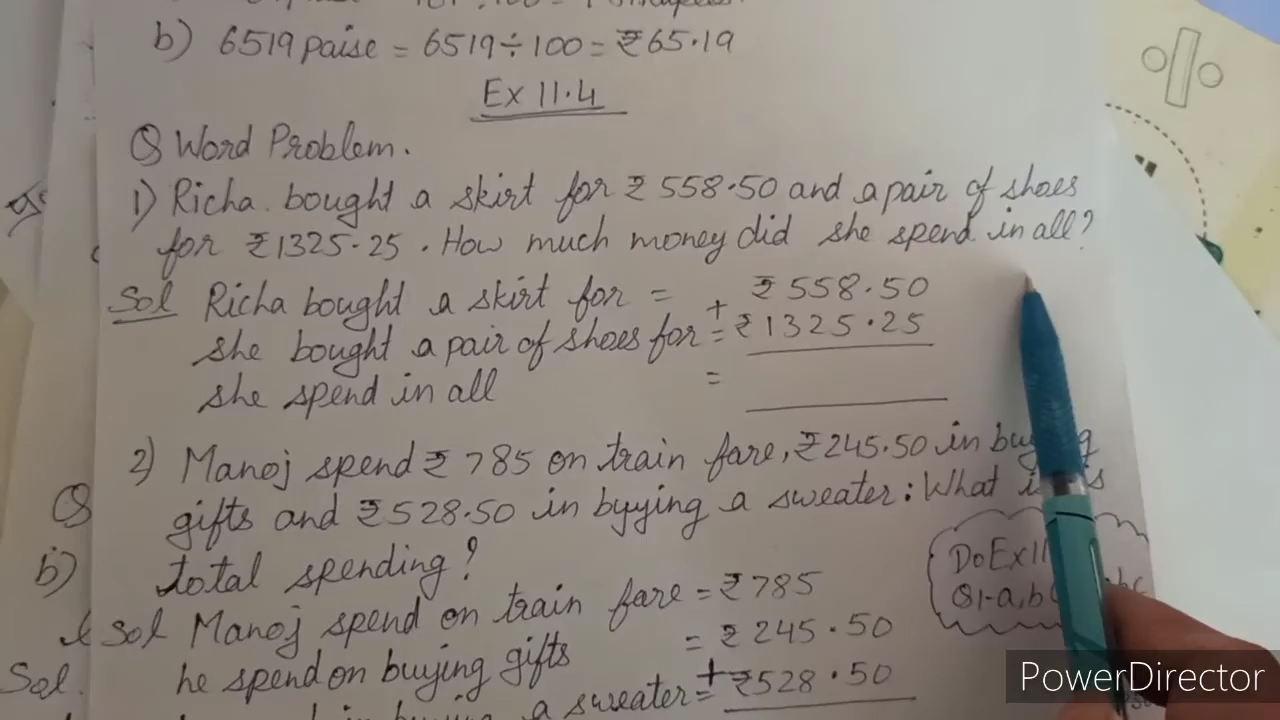 b) 6519 paise = 6519 ÷ 100 = ₹65.19
Ex 11.4
Q Word Problem.
1) Richa. bought a skirt for ₹558.50 and a pair of shoes
for ₹1325.25. How much money did she spend in all?
Sol Richa bought a skirt for = ₹558.50
she bought a pair of shoes for = + ₹1325.25
she spend in all =
2) Manoj spend ₹785 on train fare, ₹245.50 in buying
Q
gifts and ₹528.50 in byying a sweater: What is
b)
total spending?
Do Ex 11
Q1-a, b
Sol Manoj spend on train fare = ₹785
he spend on buying gifts = ₹245.50
Sol.
a sweater = + ₹528.50
PowerDirector